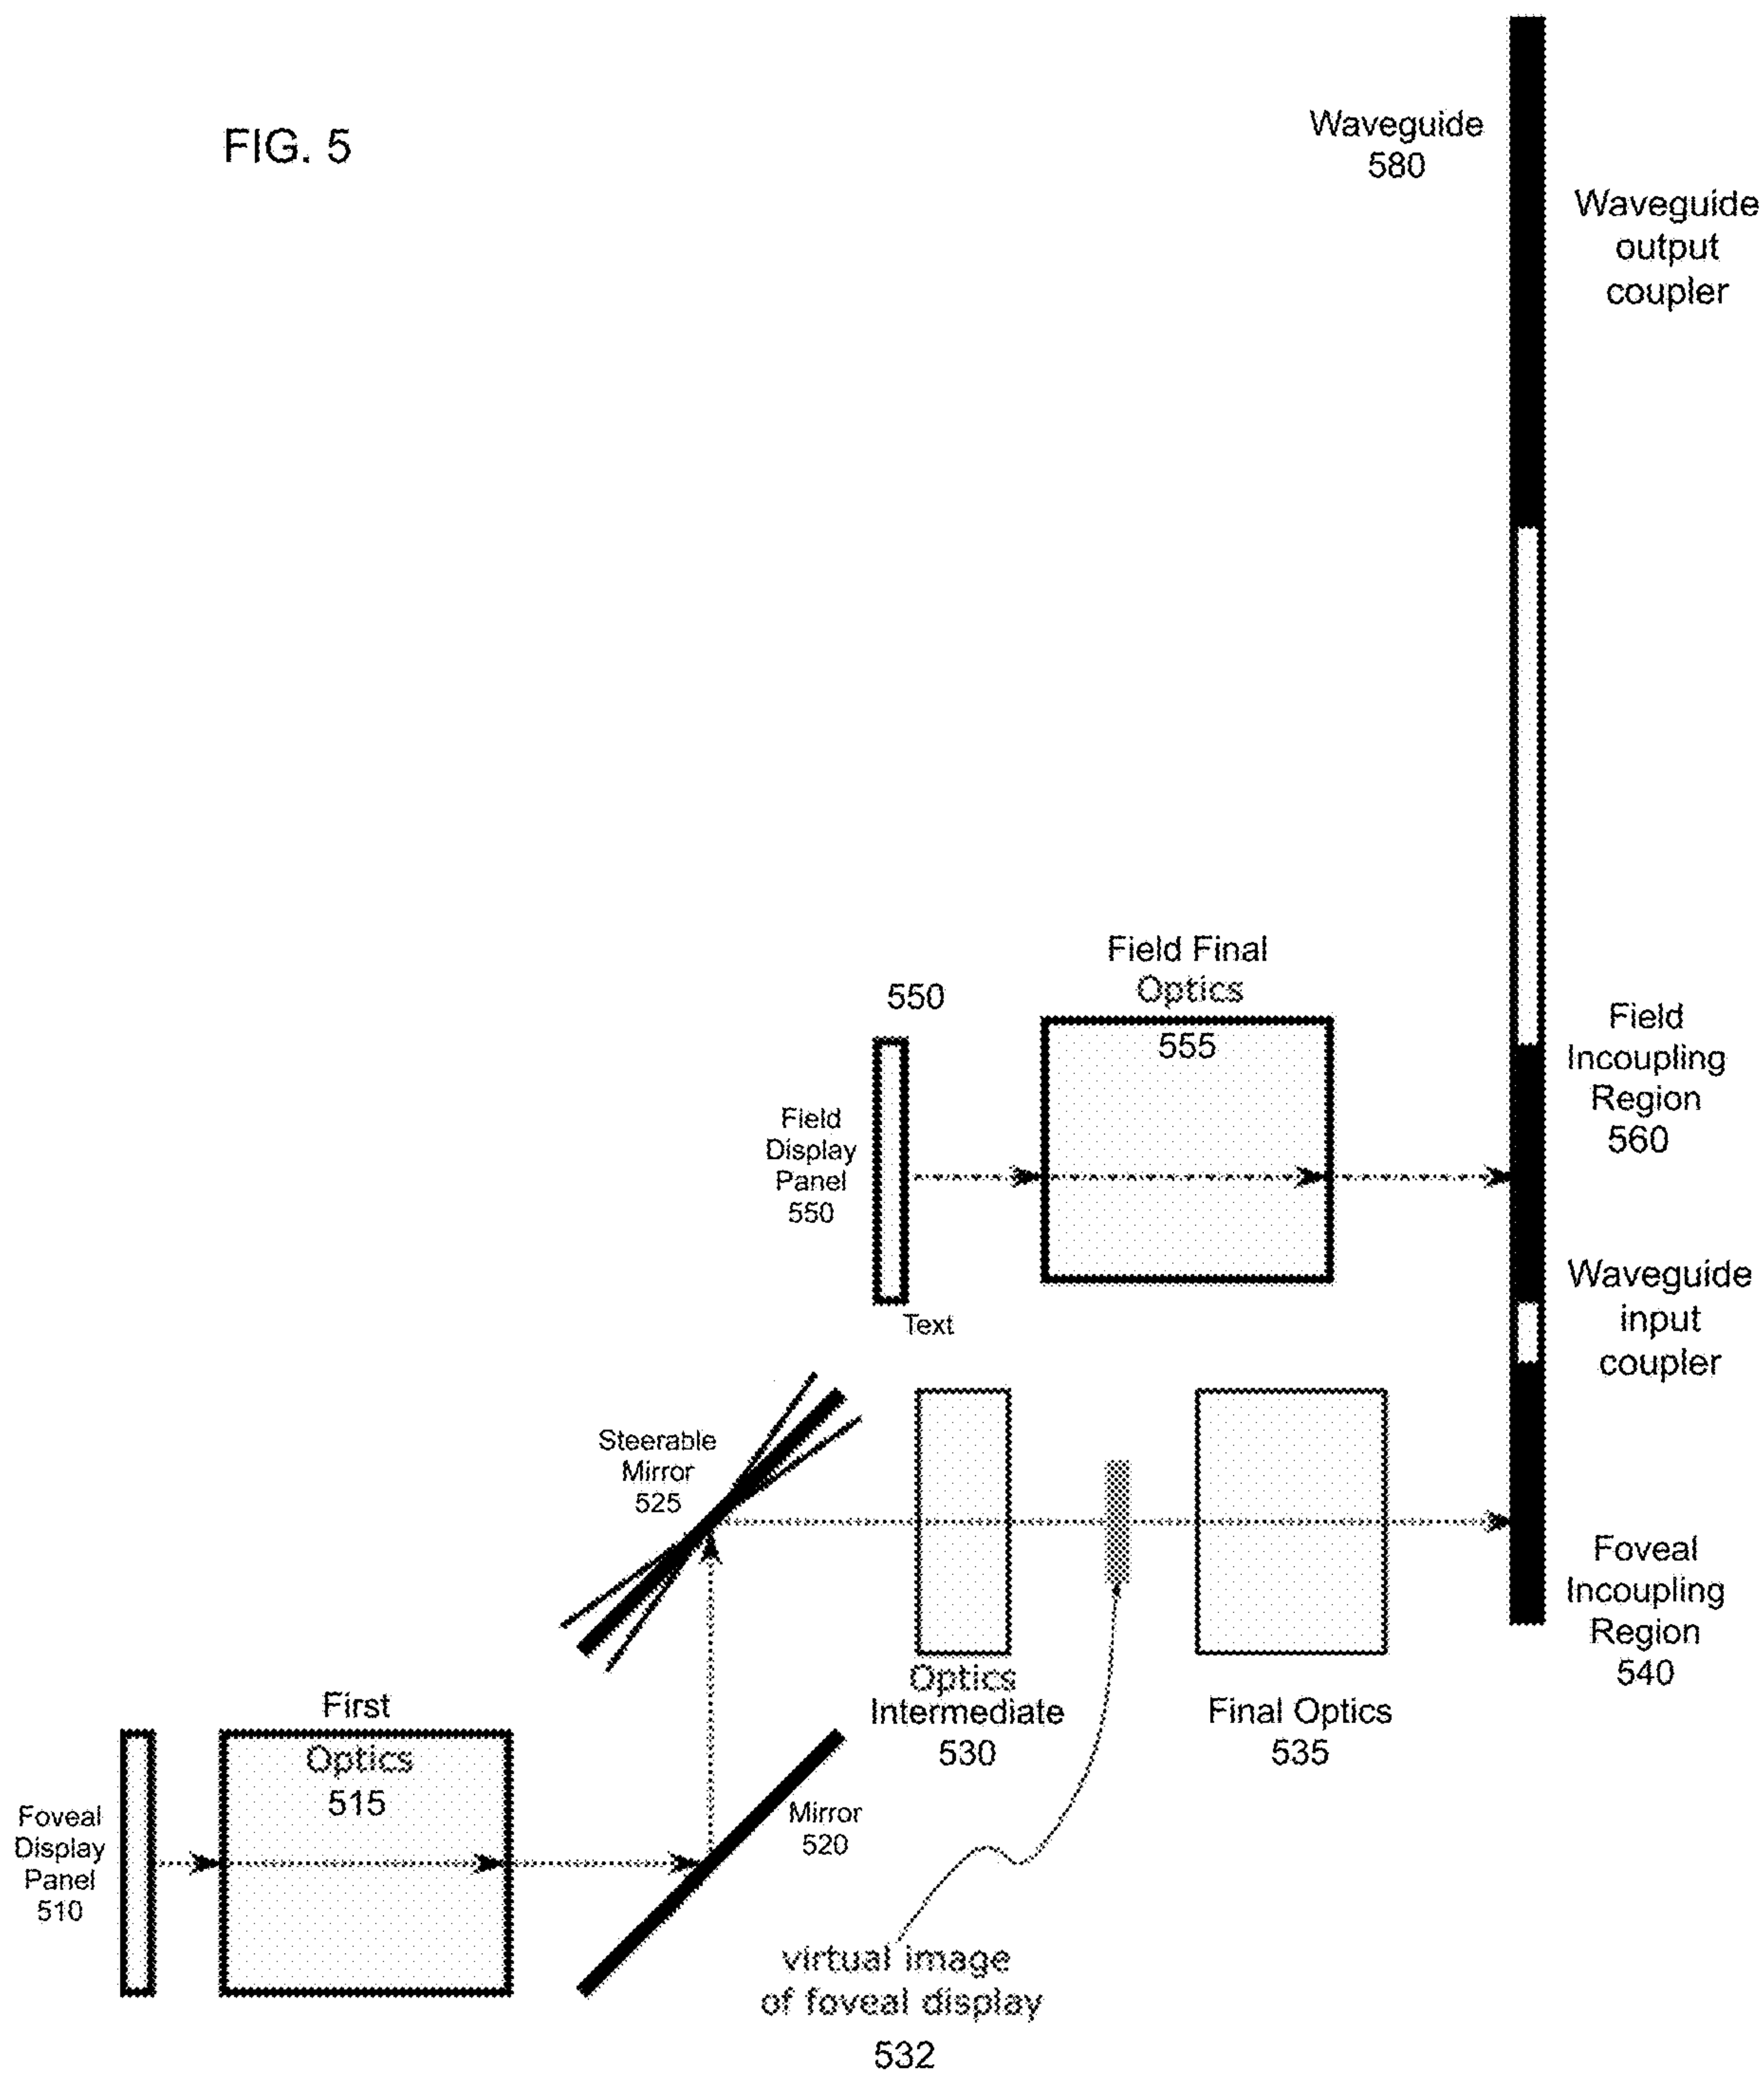 FIG. 5
Waveguide
580
Waveguide
output
coupler
Field Final
Optics
555
550
Field
Display
Panel
550
Text
Field
Incoupling
Region
560
Waveguide
input
coupler
Steerable
Mirror
525
Optics
Intermediate
530
Final Optics
535
Foveal
Incoupling
Region
540
First
Optics
515
Foveal
Display
Panel
510
Mirror
520
virtual image
of foveal display
532